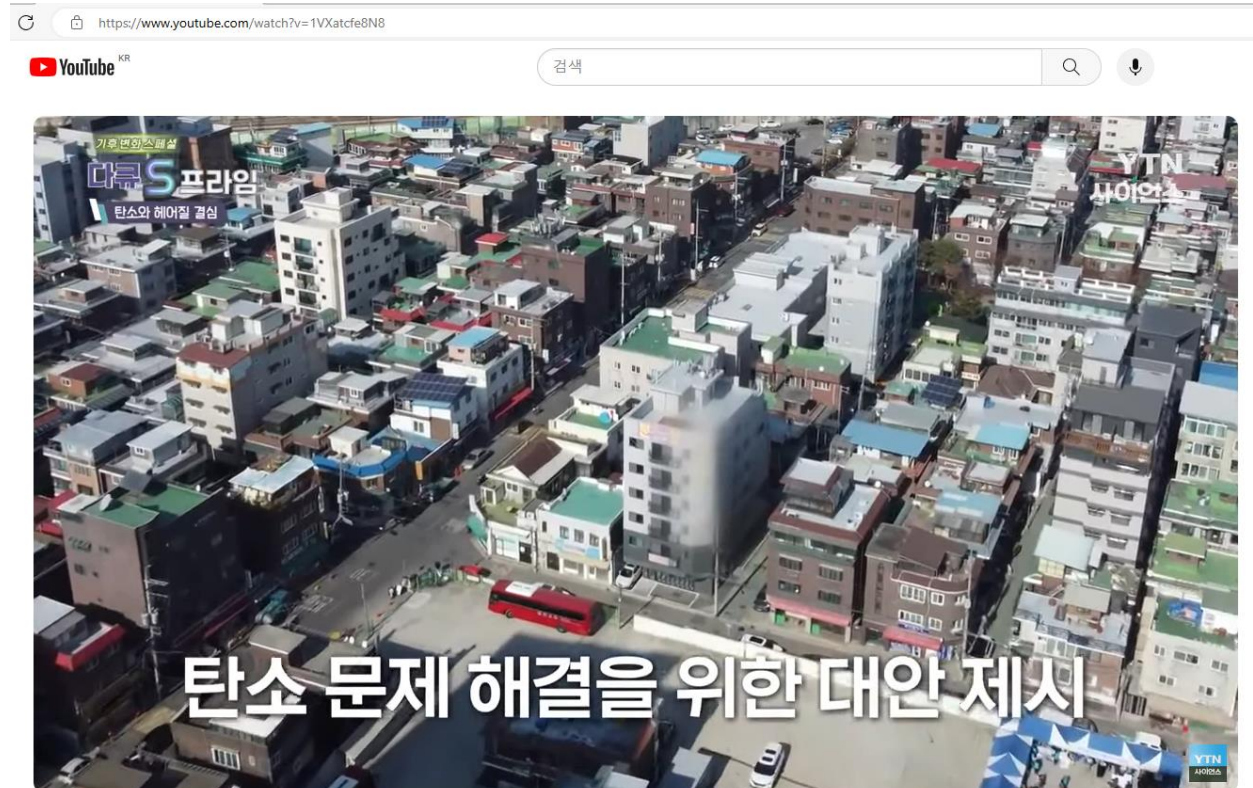 https://www.youtube.com/watch?v=1VXatcfe8N8
YouTube KR
검색
기후 변화 스페셜
다큐 S 프라임
탄소와 헤어질 결심
YTN
사이언스
탄소 문제 해결을 위한 대안 제시
YTN
사이언스